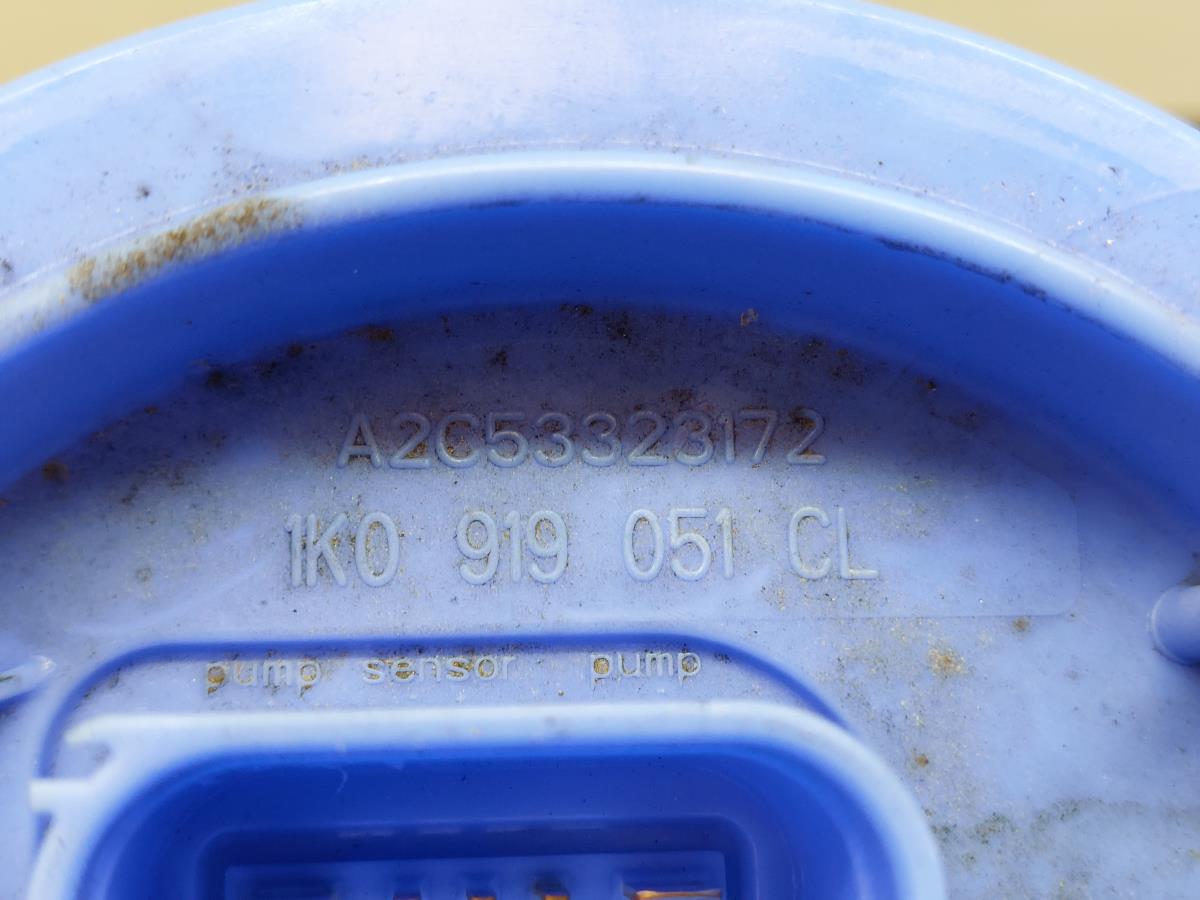 A2C53323172
1K0 919 051 CL
pump sensor pump